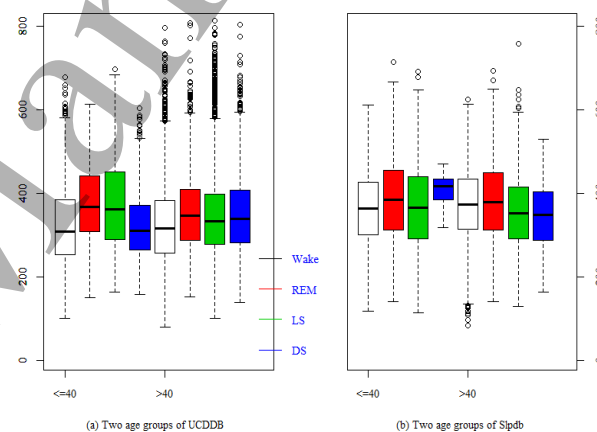 800
600
400
200
0
Wake
REM
LS
DS
<=40
>40
<=40
>40
(a) Two age groups of UCDDB
(b) Two age groups of Slpdb